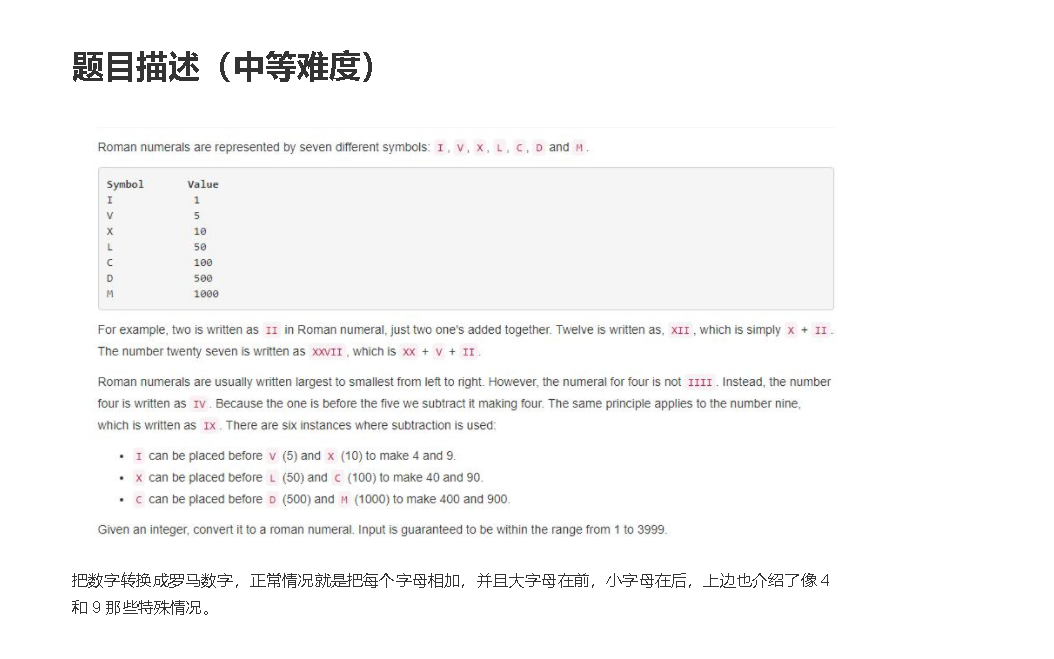 题目描述（中等难度）
Roman numerals are represented by seven different symbols: I, V, X, L, C, D and M.
Symbol Value
I 1
V 5
X 10
L 50
C 100
D 500
M 1000
For example, two is written as II in Roman numeral, just two one's added together. Twelve is written as, XII, which is simply X + II.
The number twenty seven is written as XXVII, which is XX + V + II.
Roman numerals are usually written largest to smallest from left to right. However, the numeral for four is not IIII. Instead, the number
four is written as IV. Because the one is before the five we subtract it making four. The same principle applies to the number nine,
which is written as IX. There are six instances where subtraction is used:
• I can be placed before V (5) and X (10) to make 4 and 9.
• X can be placed before L (50) and C (100) to make 40 and 90.
• C can be placed before D (500) and M (1000) to make 400 and 900.
Given an integer, convert it to a roman numeral. Input is guaranteed to be within the range from 1 to 3999.
把数字转换成罗马数字，正常情况就是把每个字母相加，并且大字母在前，小字母在后，上边也介绍了像 4
和 9 那些特殊情况。